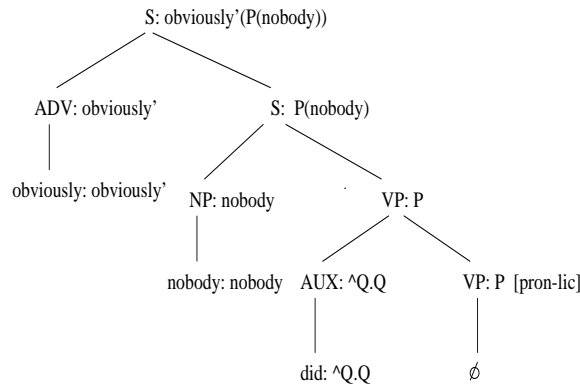 S: obviously’(P(nobody))
ADV: obviously’ S: P(nobody)
obviously: obviously’ NP: nobody VP: P
nobody: nobody AUX: ^Q.Q VP: P [pron-lic]
did: ^Q.Q ∅